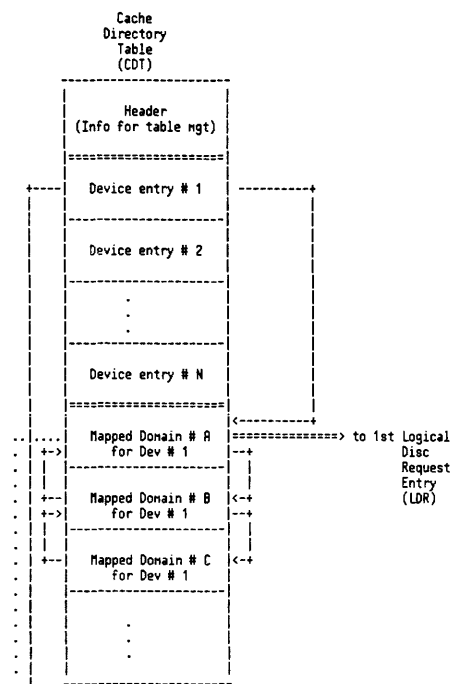 Cache
Directory
Table
(CDT)
Header
(Info for table mgt)
Device entry # 1
Device entry # 2
.
.
.
Device entry # N
Mapped Domain # A
for Dev # 1
to 1st Logical
Disc
Request
Entry
(LDR)
Mapped Domain # B
for Dev # 1
Mapped Domain # C
for Dev # 1
.
.
.